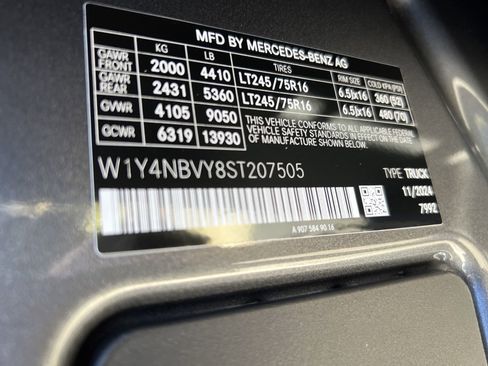 MFD BY MERCEDES-BENZ AG
KG LB TIRES RIM SIZE COLD KPA (PSI)
GAWR FRONT 2000 4410 LT245/75R16 6.5Jx16 360 (52)
GAWR REAR 2431 5360 LT245/75R16 6.5Jx16 480 (70)
GVWR 4105 9050
GCWR 6319 13930
THIS VEHICLE CONFORMS TO ALL APPLICABLE
FEDERAL MOTOR VEHICLE SAFETY STANDARDS
IN EFFECT ON THE DATE OF MANUFACTURE
SHOWN ABOVE.
W1Y4NBVY8ST207505
TYPE TRUCK
11/2024
7992
A 907 584 90 16